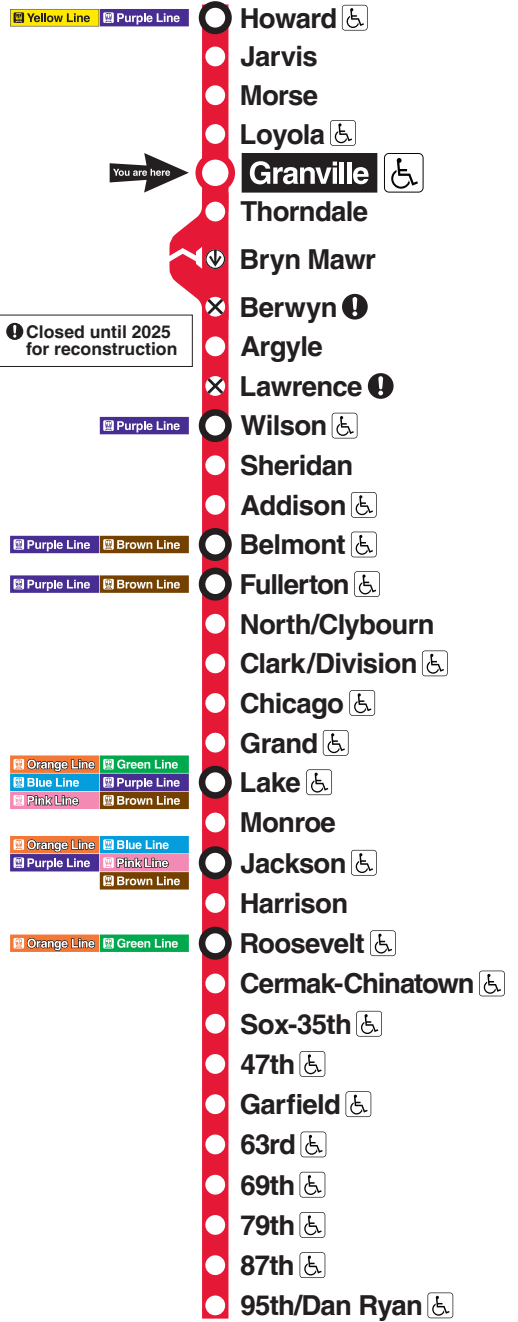 Yellow Line Purple Line Howard
Jarvis
Morse
Loyola
You are here Granville
Thorndale
Bryn Mawr
Berwyn !
! Closed until 2025
for reconstruction
Argyle
Lawrence !
Purple Line Wilson
Sheridan
Addison
Purple Line Brown Line Belmont
Purple Line Brown Line Fullerton
North/Clybourn
Clark/Division
Chicago
Grand
Orange Line Green Line
Blue Line Purple Line Lake
Pink Line Brown Line
Monroe
Orange Line Blue Line
Purple Line Pink Line Jackson
Brown Line
Harrison
Orange Line Green Line Roosevelt
Cermak-Chinatown
Sox-35th
47th
Garfield
63rd
69th
79th
87th
95th/Dan Ryan